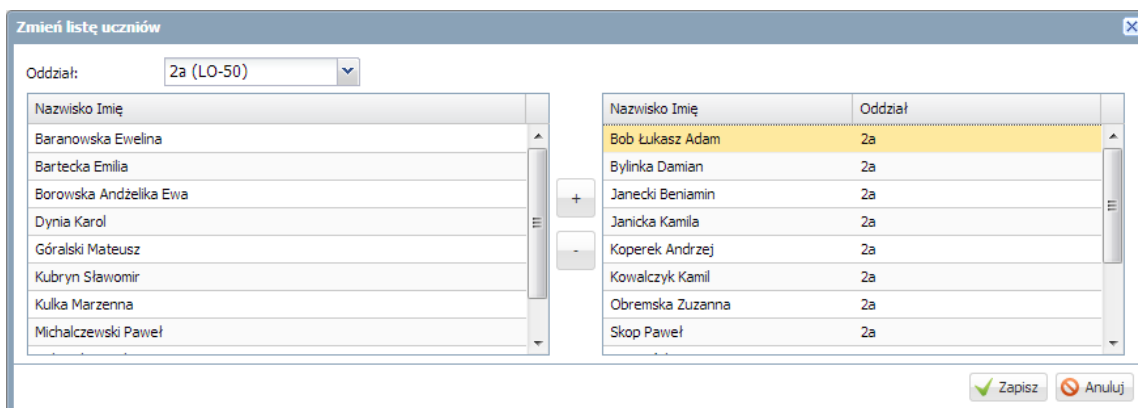 Zmień listę uczniów
Oddział: 2a (LO-50)
Nazwisko Imię
Baranowska Ewelina
Bartecka Emilia
Borowska Andżelika Ewa
Dynia Karol
Góralski Mateusz
Kubryn Sławomir
Kulka Marzenna
Michalczewski Paweł
+
-
Nazwisko Imię Oddział
Bob Łukasz Adam 2a
Bylinka Damian 2a
Janecki Beniamin 2a
Janicka Kamila 2a
Koperek Andrzej 2a
Kowalczyk Kamil 2a
Obremska Zuzanna 2a
Skop Paweł 2a
Zapisz Anuluj